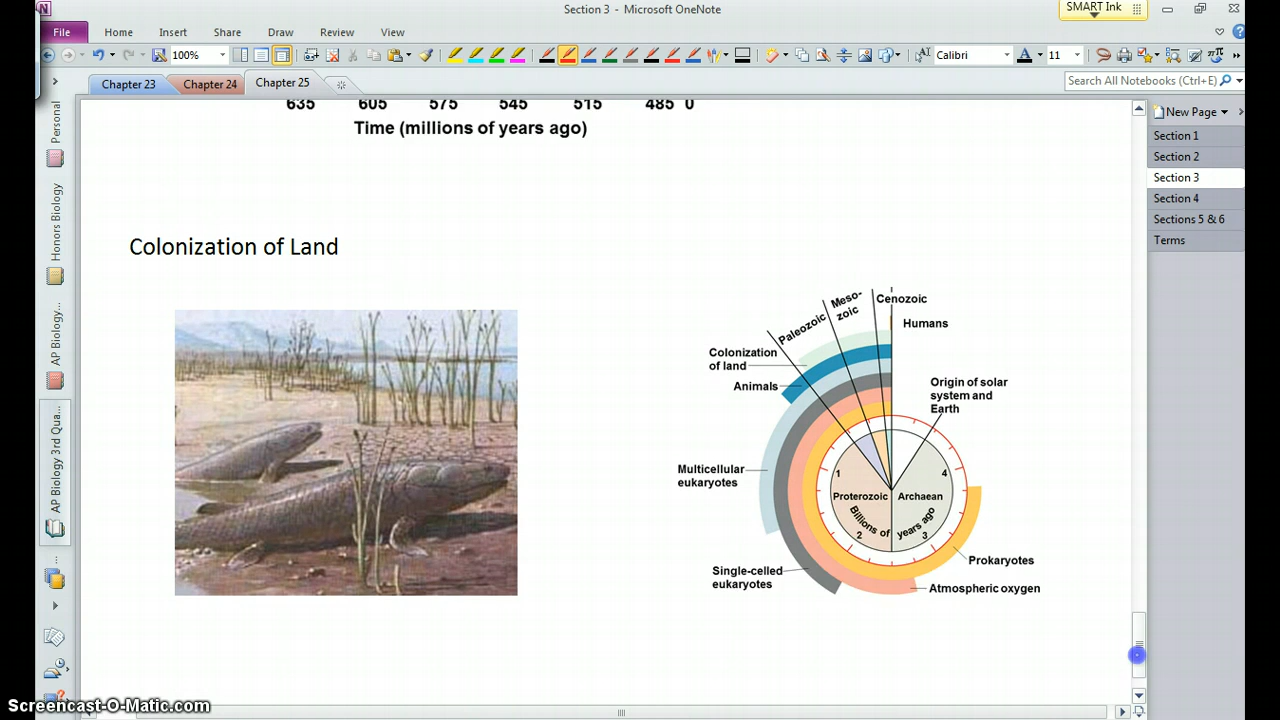 Section 3 - Microsoft OneNote
SMART Ink
File Home Insert Share Draw Review View
100%
Calibri 11
Chapter 23 Chapter 24 Chapter 25
Search All Notebooks (Ctrl+E)
Personal
Honors Biology
AP Biology...
AP Biology 3rd Qua...
New Page
Section 1
Section 2
Section 3
Section 4
Sections 5 & 6
Terms
635 605 575 545 515 485 0
Time (millions of years ago)
Colonization of Land
Paleozoic
Meso-
zoic
Cenozoic
Humans
Colonization
of land
Animals
Origin of solar
system and
Earth
Multicellular
eukaryotes
1
4
Proterozoic
Archaean
Billions of years ago
2
3
Prokaryotes
Single-celled
eukaryotes
Atmospheric oxygen
Screencast-O-Matic.com